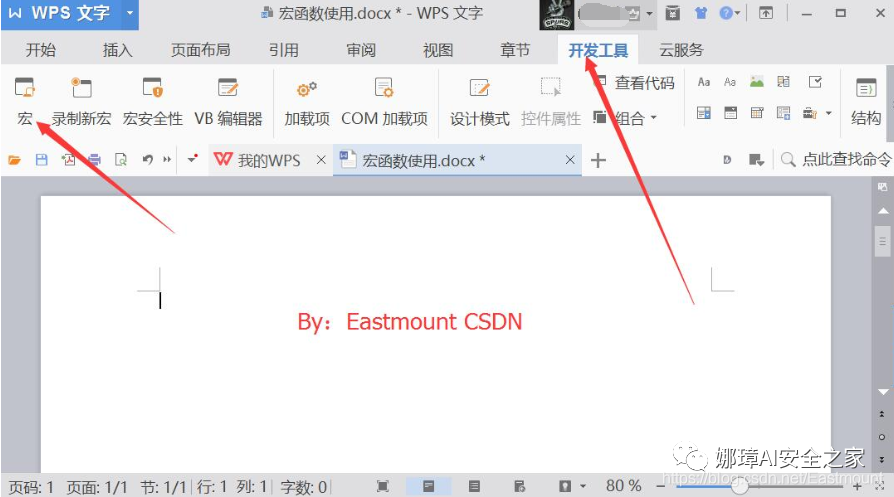 WPS 文字 宏函数使用.docx * - WPS 文字
开始 插入 页面布局 引用 审阅 视图 章节 开发工具 云服务
查看代码 Aa Aa
宏 录制新宏 宏安全性 VB 编辑器 加载项 COM 加载项 设计模式 控件属性 组合 结构
我的WPS 宏函数使用.docx * 点此查找命令
By：Eastmount CSDN
娜璋AI安全之家
https://blog.csdn.net/Eastmount
页码: 1 页面: 1/1 节: 1/1 行: 1 列: 1 字数: 0 80 %